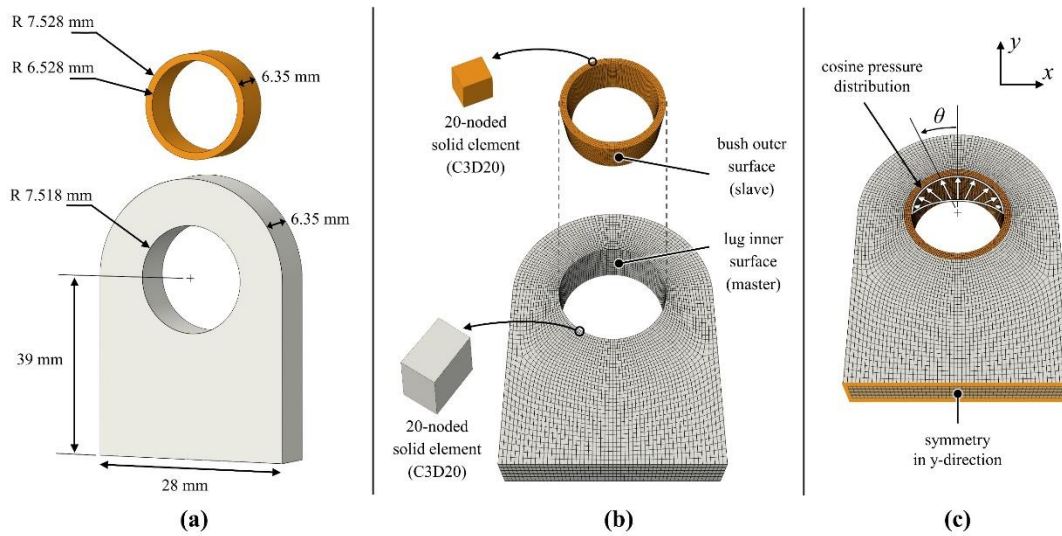 R 7.528 mm
R 6.528 mm
6.35 mm
R 7.518 mm
6.35 mm
39 mm
28 mm
(a)
20-noded
solid element
(C3D20)
bush outer
surface
(slave)
lug inner
surface
(master)
20-noded
solid element
(C3D20)
(b)
y
x
cosine pressure
distribution
θ
symmetry
in y-direction
(c)